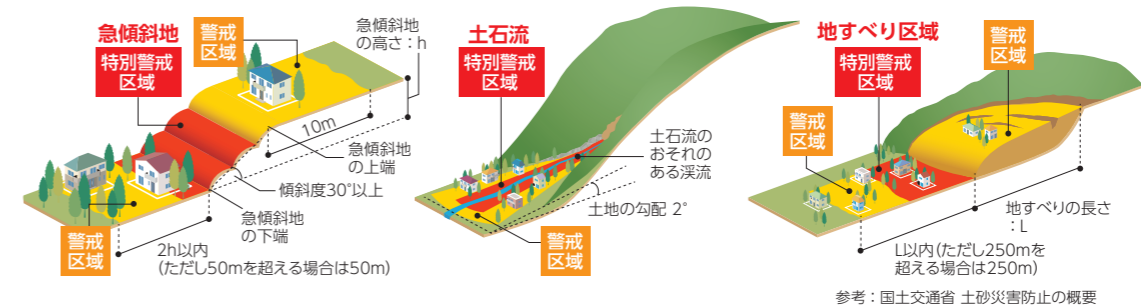 急傾斜地
特別警戒
区域
警戒
区域
急傾斜地
の高さ：h
10m
急傾斜地
の上端
傾斜度30°以上
急傾斜地
の下端
警戒
区域
2h以内
（ただし50mを超える場合は50m）
土石流
特別警戒
区域
土石流の
おそれの
ある渓流
土地の勾配 2°
警戒
区域
地すべり区域
特別警戒
区域
警戒
区域
警戒
区域
地すべりの長さ
：L
L以内（ただし250mを
超える場合は250m）
参考：国土交通省 土砂災害防止の概要